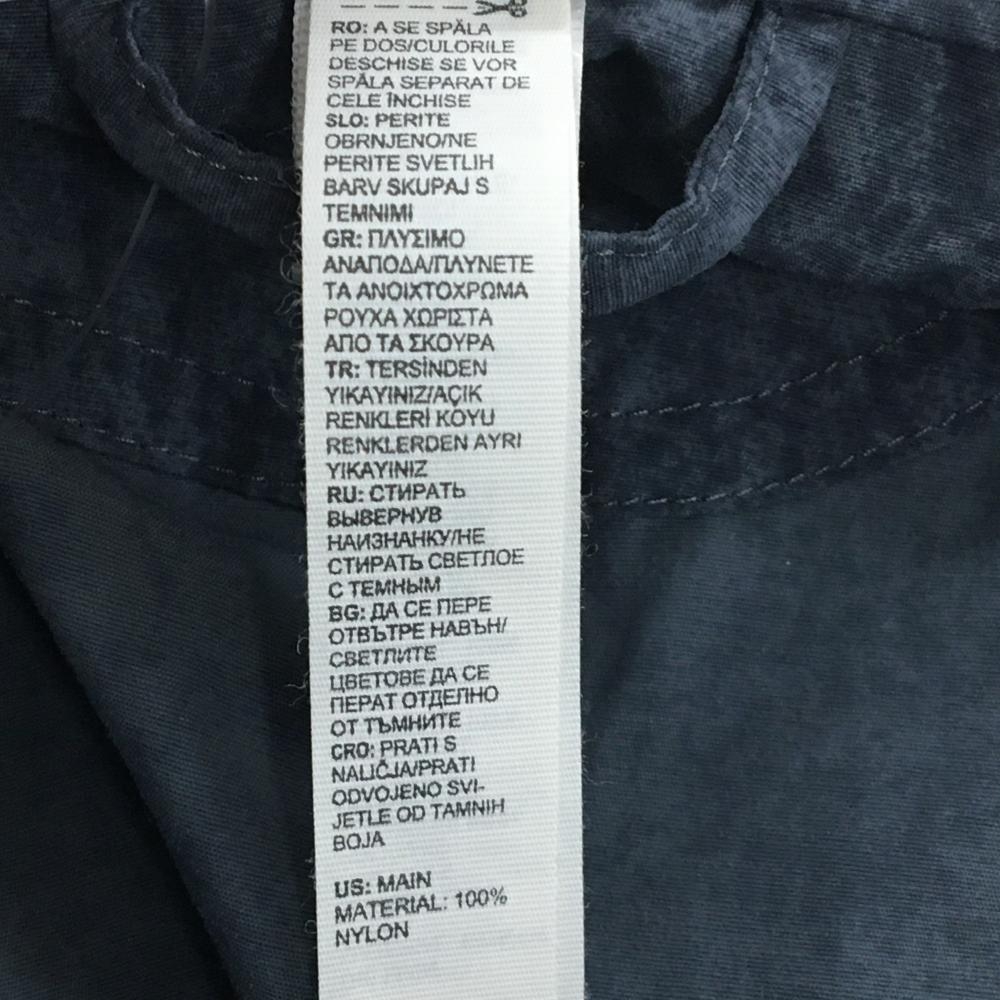 RO: A SE SPĂLA
PE DOS/CULORILE
DESCHISE SE VOR
SPĂLA SEPARAT DE
CELE ÎNCHISE
SLO: PERITE
OBRNJENO/NE
PERITE SVETLIH
BARV SKUPAJ S
TEMNIMI
GR: ΠΛΥΣΙΜΟ
ΑΝΑΠΟΔΑ/ΠΛΥΝΕΤΕ
ΤΑ ΑΝΟΙΧΤΟΧΡΩΜΑ
ΡΟΥΧΑ ΧΩΡΙΣΤΑ
ΑΠΟ ΤΑ ΣΚΟΥΡΑ
TR: TERSİNDEN
YIKAYINIZ/AÇIK
RENKLERİ KOYU
RENKLERDEN AYRI
YIKAYINIZ
RU: СТИРАТЬ
ВЫВЕРНУВ
НАИЗНАНКУ/НЕ
СТИРАТЬ СВЕТЛОЕ
С ТЕМНЫМ
BG: ДА СЕ ПЕРЕ
ОТВЪТРЕ НАВЪН/
СВЕТЛИТЕ
ЦВЕТОВЕ ДА СЕ
ПЕРАТ ОТДЕЛНО
ОТ ТЪМНИТЕ
CRO: PRATI S
NALIČJA/PRATI
ODVOJENO SVI-
JETLE OD TAMNIH
BOJA
US: MAIN
MATERIAL: 100%
NYLON